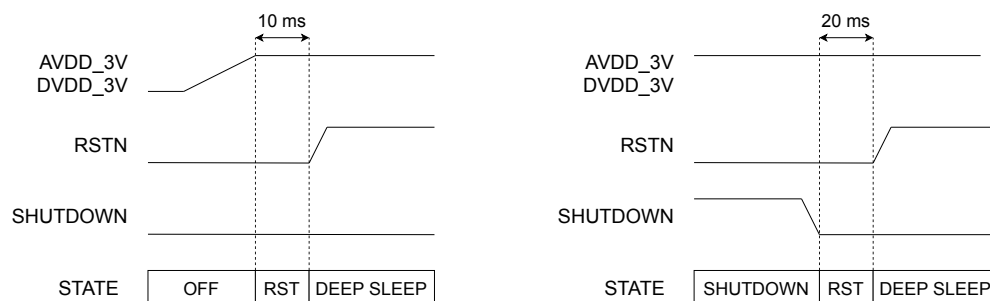 10 ms
AVDD_3V
DVDD_3V
RSTN
SHUTDOWN
STATE OFF RST DEEP SLEEP
20 ms
AVDD_3V
DVDD_3V
RSTN
SHUTDOWN
STATE SHUTDOWN RST DEEP SLEEP